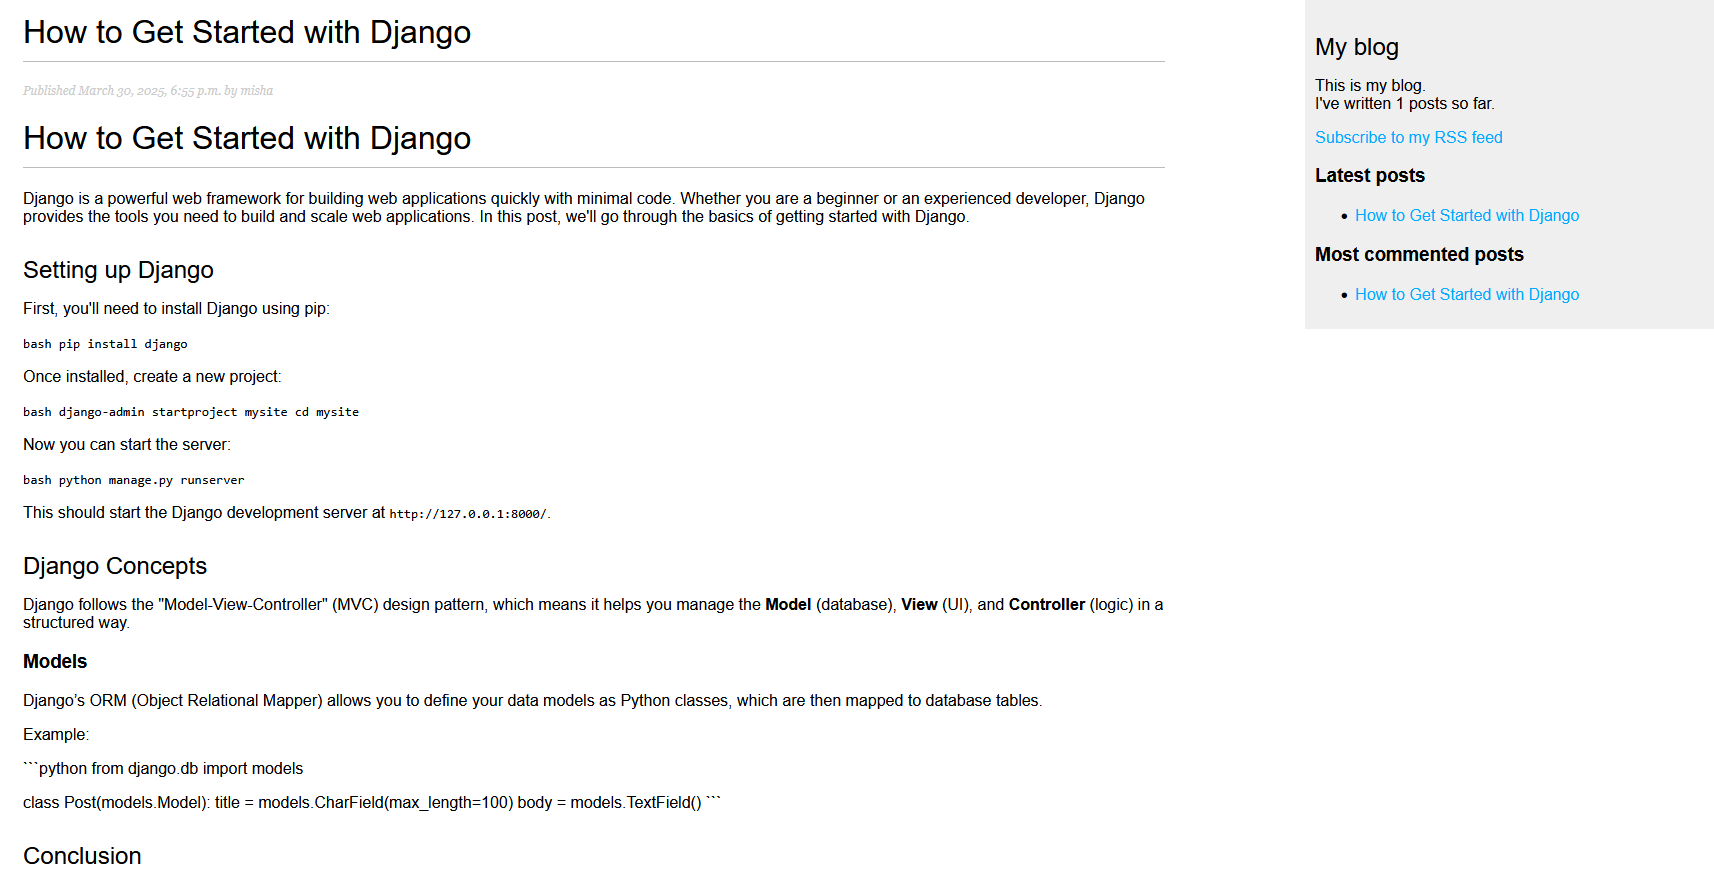 How to Get Started with Django
Published March 30, 2025, 6:55 p.m. by misha
How to Get Started with Django
Django is a powerful web framework for building web applications quickly with minimal code. Whether you are a beginner or an experienced developer, Django
provides the tools you need to build and scale web applications. In this post, we'll go through the basics of getting started with Django.
Setting up Django
First, you'll need to install Django using pip:
bash pip install django
Once installed, create a new project:
bash django-admin startproject mysite cd mysite
Now you can start the server:
bash python manage.py runserver
This should start the Django development server at http://127.0.0.1:8000/.
Django Concepts
Django follows the "Model-View-Controller" (MVC) design pattern, which means it helps you manage the Model (database), View (UI), and Controller (logic) in a
structured way.
Models
Django’s ORM (Object Relational Mapper) allows you to define your data models as Python classes, which are then mapped to database tables.
Example:
```python from django.db import models
class Post(models.Model): title = models.CharField(max_length=100) body = models.TextField() ```
Conclusion
My blog
This is my blog.
I've written 1 posts so far.
Subscribe to my RSS feed
Latest posts
• How to Get Started with Django
Most commented posts
• How to Get Started with Django